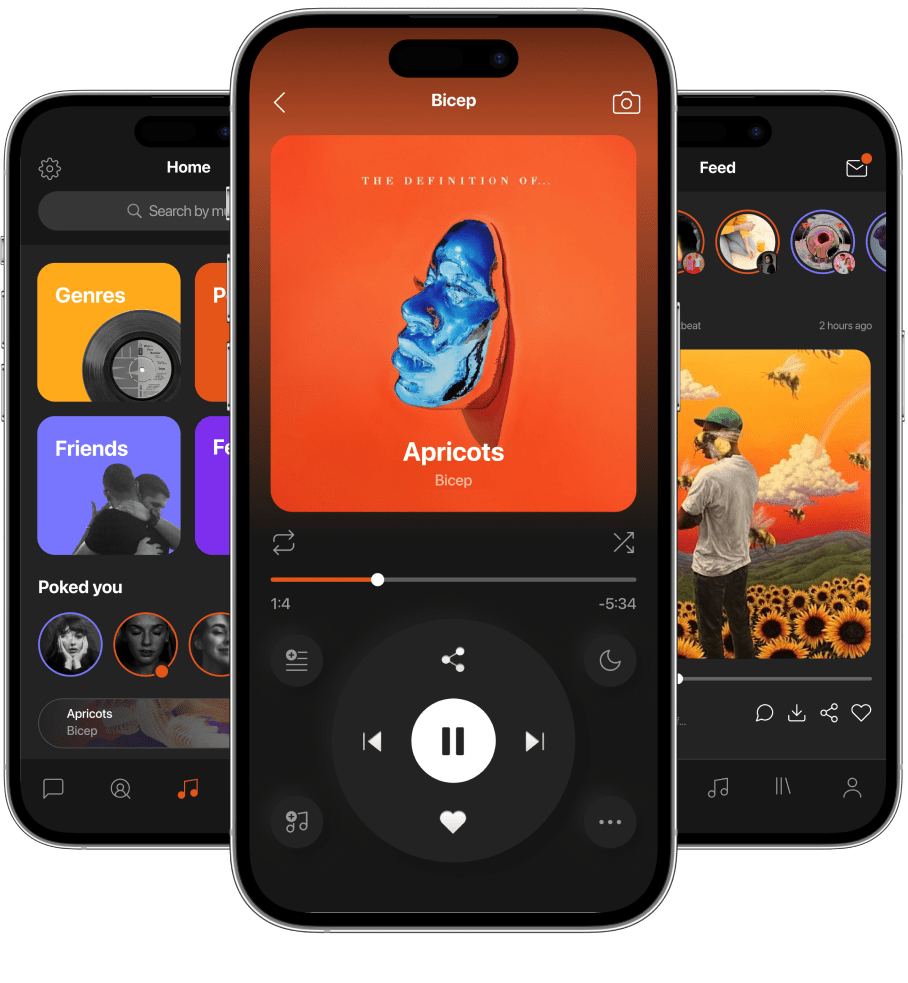 Home
Search by mu
Genres
P
Friends
Fe
Poked you
Apricots
Bicep
Bicep
THE DEFINITION OF...
Apricots
Bicep
1:4
-5:34
Feed
beat
2 hours ago